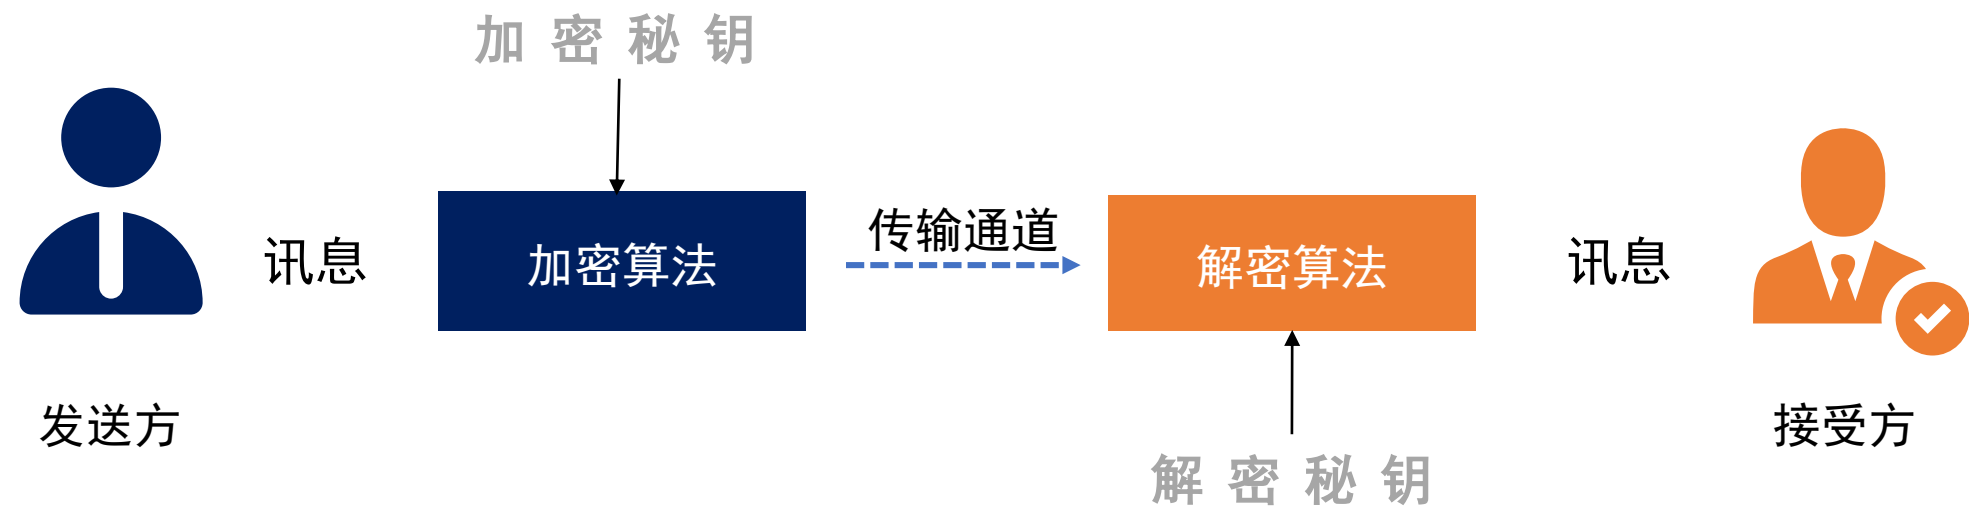 加密秘钥
讯息
加密算法
传输通道
解密算法
讯息
发送方
接受方
解密秘钥